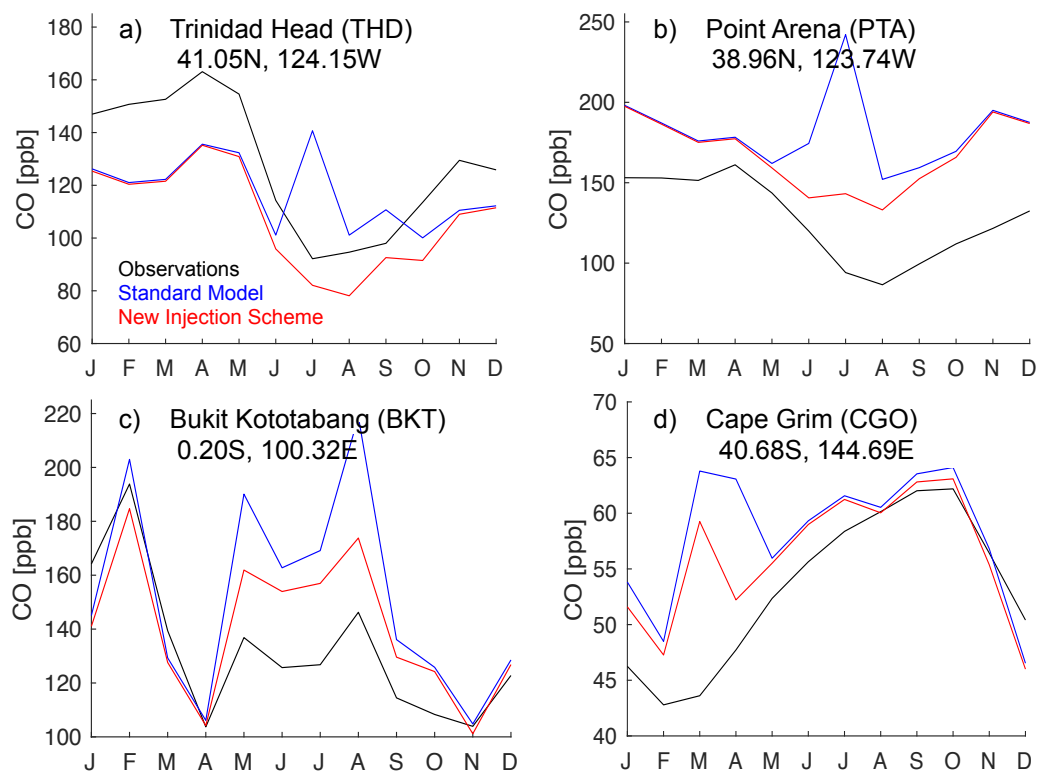 a) Trinidad Head (THD)
41.05N, 124.15W
CO [ppb]
180
160
140
120
100
80
60
Observations
Standard Model
New Injection Scheme
J F M A M J J A S O N D
b) Point Arena (PTA)
38.96N, 123.74W
CO [ppb]
250
200
150
100
50
J F M A M J J A S O N D
c) Bukit Kototabang (BKT)
0.20S, 100.32E
CO [ppb]
220
200
180
160
140
120
100
J F M A M J J A S O N D
d) Cape Grim (CGO)
40.68S, 144.69E
CO [ppb]
70
65
60
55
50
45
40
J F M A M J J A S O N D